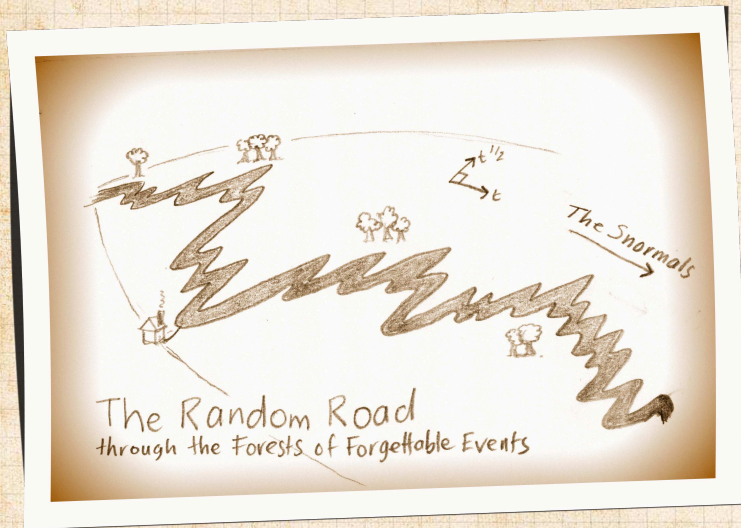 t^1/2
t
The Snormals
The Random Road
through the Forests of Forgettable Events